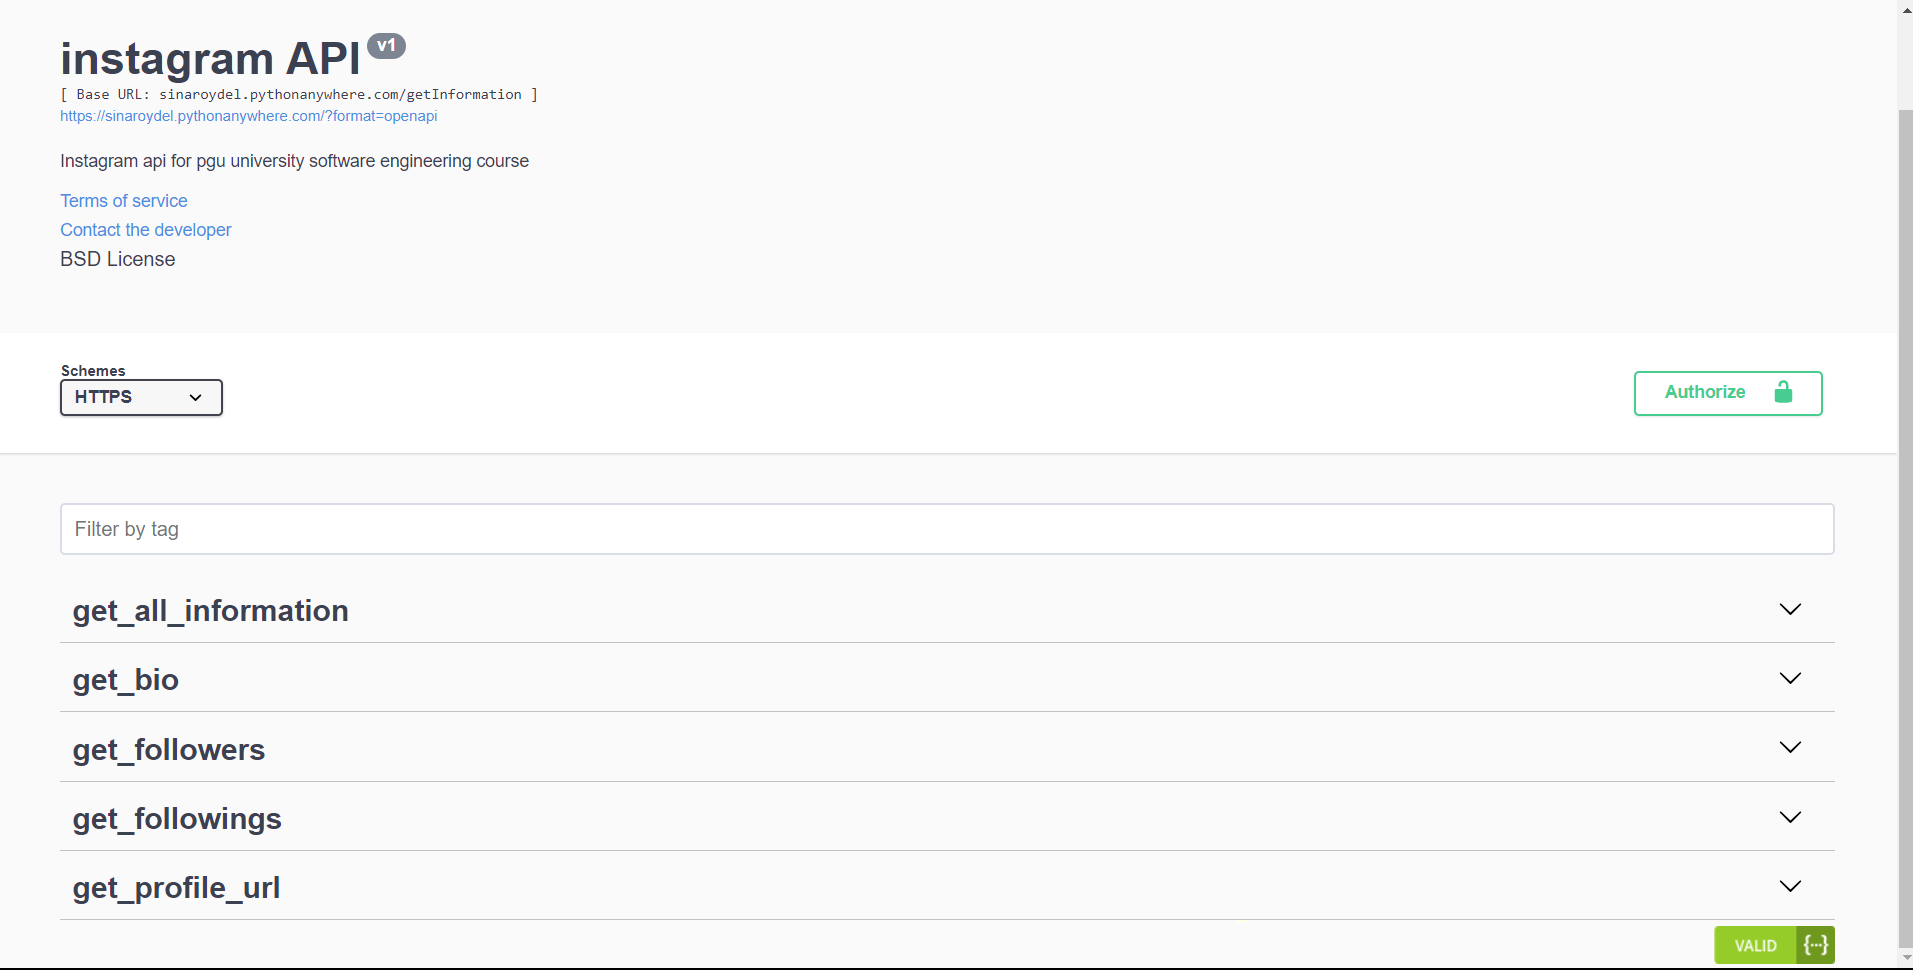 instagram API v1
[ Base URL: sinaroydel.pythonanywhere.com/getInformation ]
https://sinaroydel.pythonanywhere.com/?format=openapi
Instagram api for pgu university software engineering course
Terms of service
Contact the developer
BSD License
Schemes
HTTPS
Authorize
Filter by tag
get_all_information
get_bio
get_followers
get_followings
get_profile_url
VALID {···}